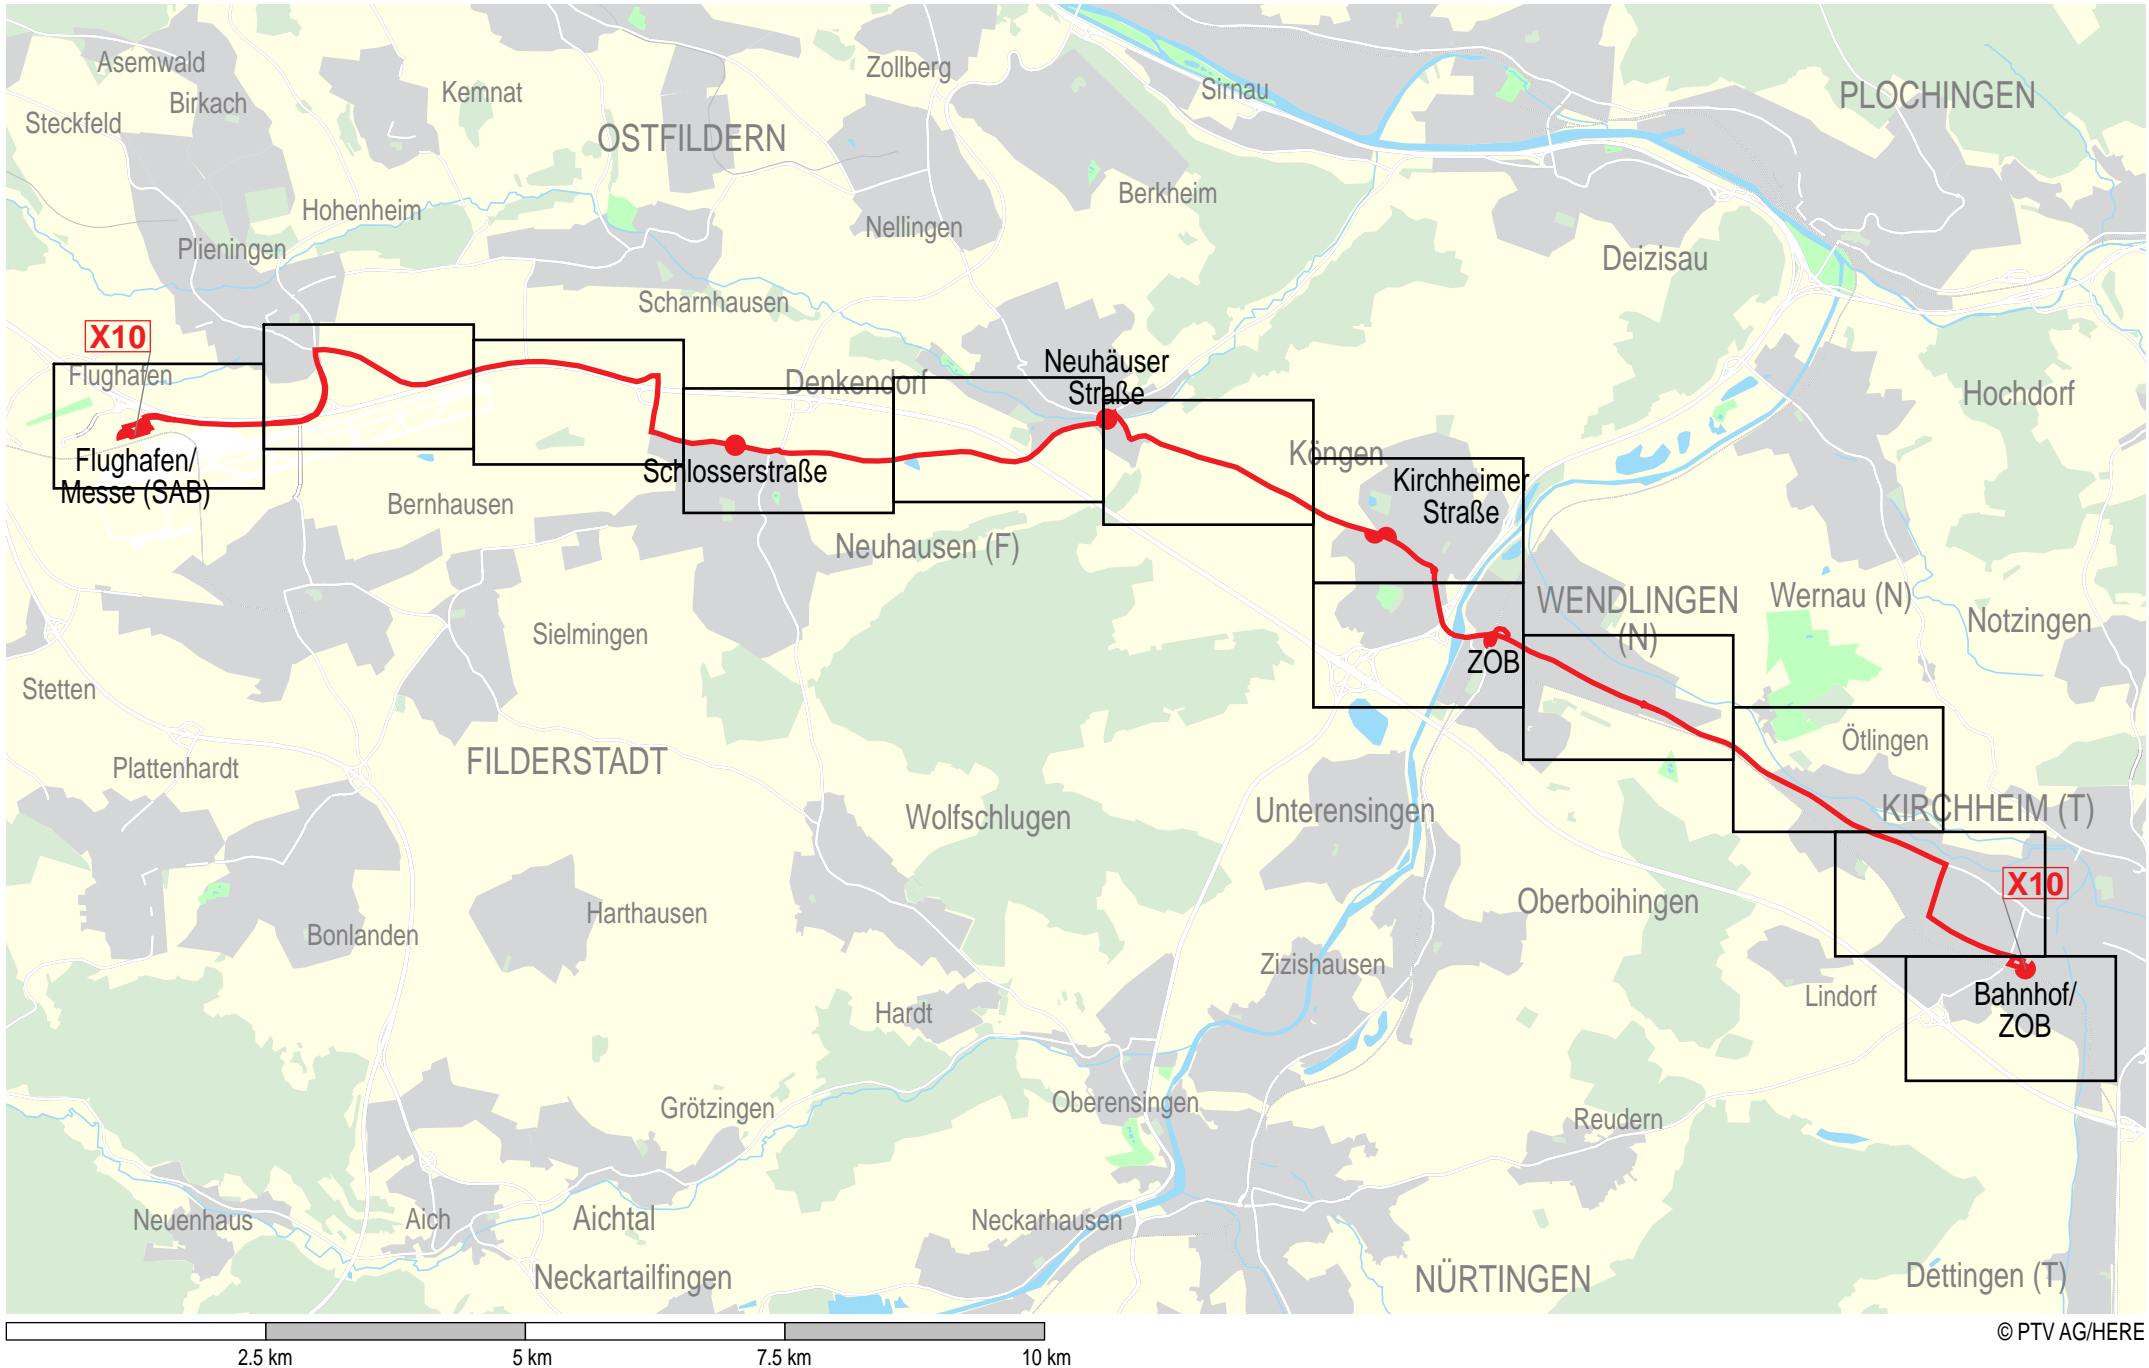 Asemwald
Birkach
Steckfeld
Kemnat
Zollberg
Sirnau
PLOCHINGEN
OSTFILDERN
Hohenheim
Plieningen
Nellingen
Berkheim
Deizisau
Scharnhausen
X10
Flughafen
Denkendorf
Neuhäuser
Straße
Hochdorf
Flughafen/
Messe (SAB)
Schlosserstraße
Köngen
Kirchheimer
Straße
Bernhausen
Neuhausen (F)
WENDLINGEN
(N)
Wernau (N)
Notzingen
Sielmingen
ZOB
Stetten
Plattenhardt
FILDERSTADT
Ötlingen
Wolfschlugen
Unterensingen
KIRCHHEIM (T)
X10
Harthausen
Oberboihingen
Bonlanden
Zizishausen
Lindorf
Bahnhof/
ZOB
Hardt
Grötzingen
Oberensingen
Reudern
Neuenhaus
Aich
Aichtal
Neckarhausen
Neckartailfingen
NÜRTINGEN
Dettingen (T)
© PTV AG/HERE
2.5 km
5 km
7.5 km
10 km